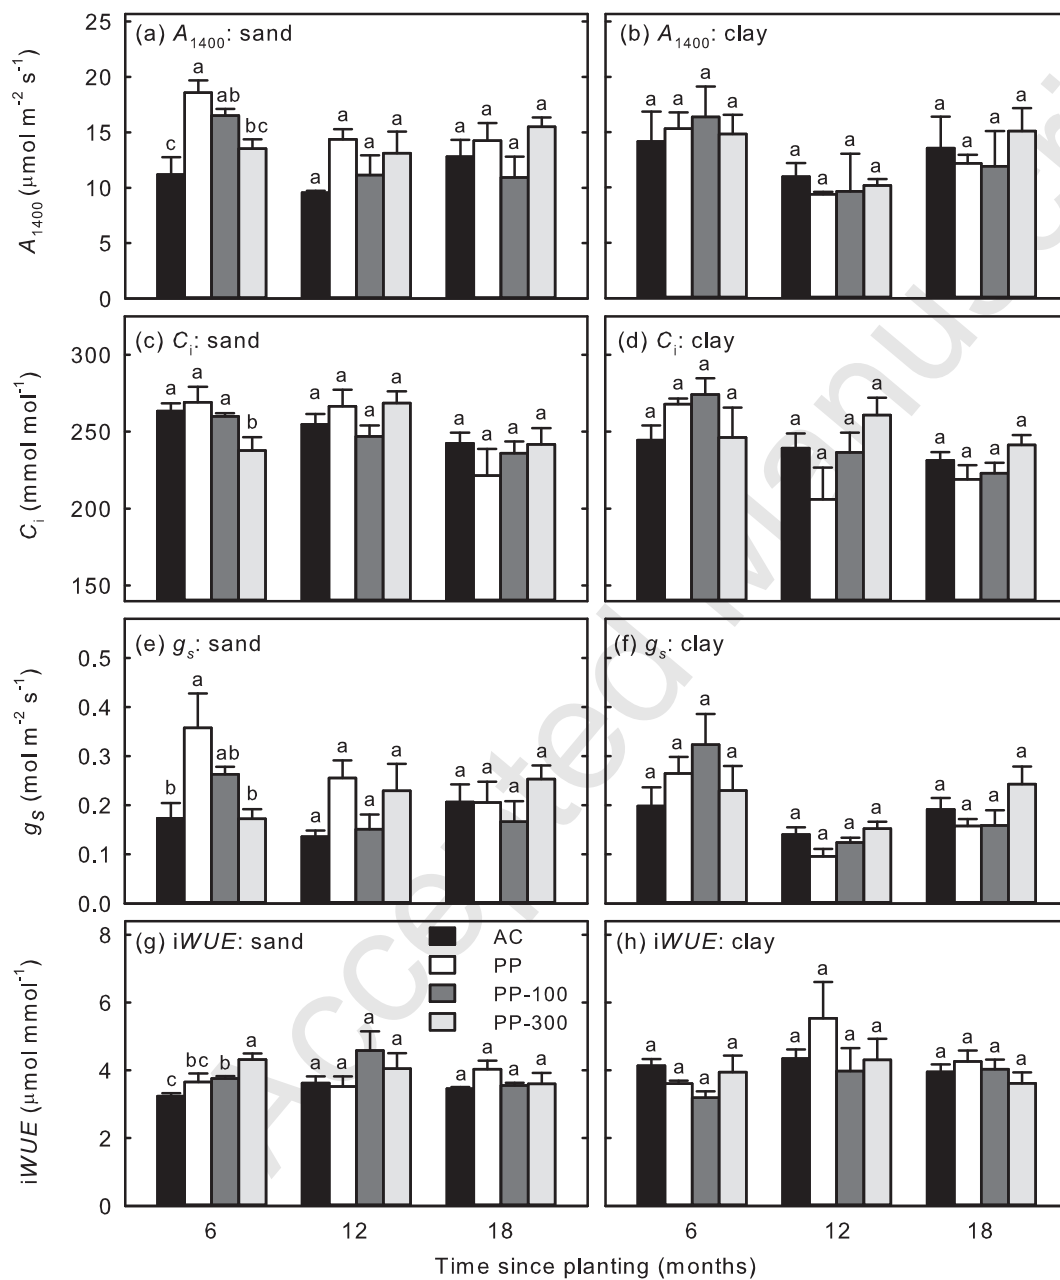 (a) A1400: sand
(b) A1400: clay
A1400 (μmol m-2 s-1)
25
20
15
10
5
0
c a ab bc a a a a a a a a
a a a a a a a a a a a a
(c) Ci: sand
(d) Ci: clay
Ci (mmol mol-1)
300
250
200
150
a a a b a a a a a a a a
a a a a a a a a a a a a
(e) gs: sand
(f) gs: clay
gS (mol m-2 s-1)
0.5
0.4
0.3
0.2
0.1
0.0
b a ab b a a a a a a a a
a a a a a a a a a a a a
(g) iWUE: sand
(h) iWUE: clay
iWUE (μmol mmol-1)
8
6
4
2
0
AC
PP
PP-100
PP-300
c bc b a a a a a a a a a
a a a a a a a a a a a a
6 12 18 6 12 18
Time since planting (months)